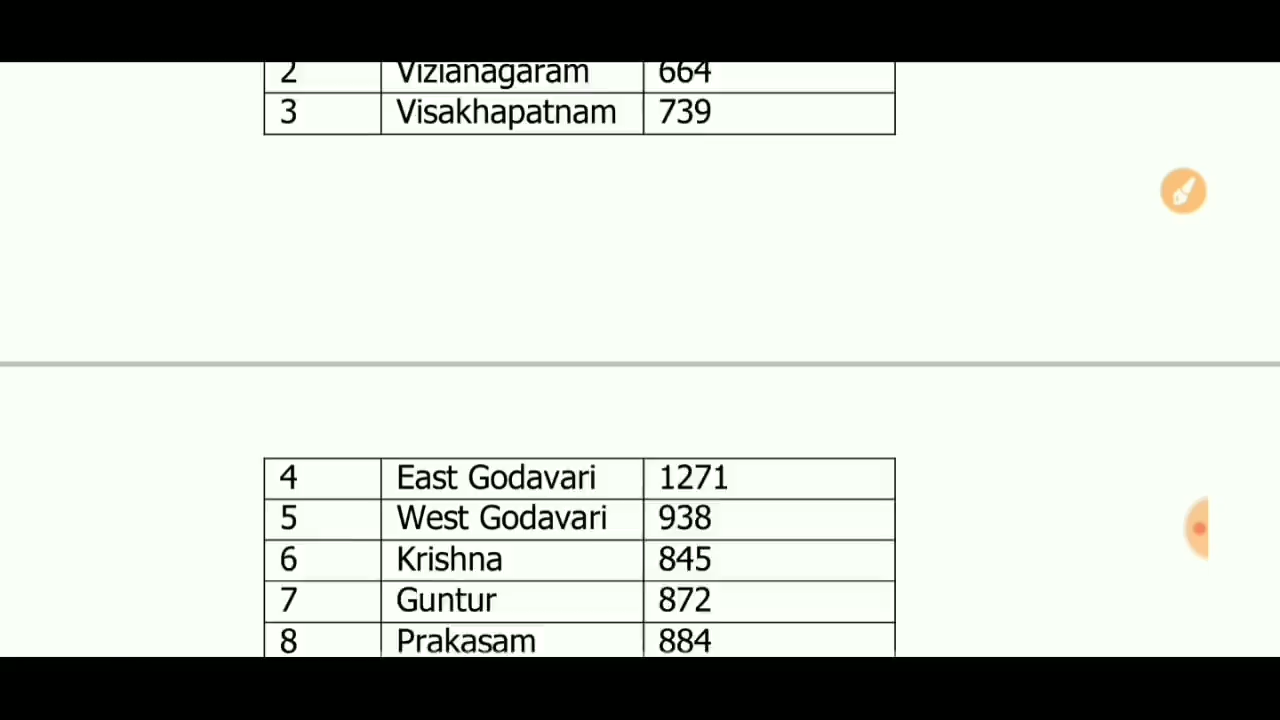 2 Vizianagaram 664
3 Visakhapatnam 739
4 East Godavari 1271
5 West Godavari 938
6 Krishna 845
7 Guntur 872
8 Prakasam 884